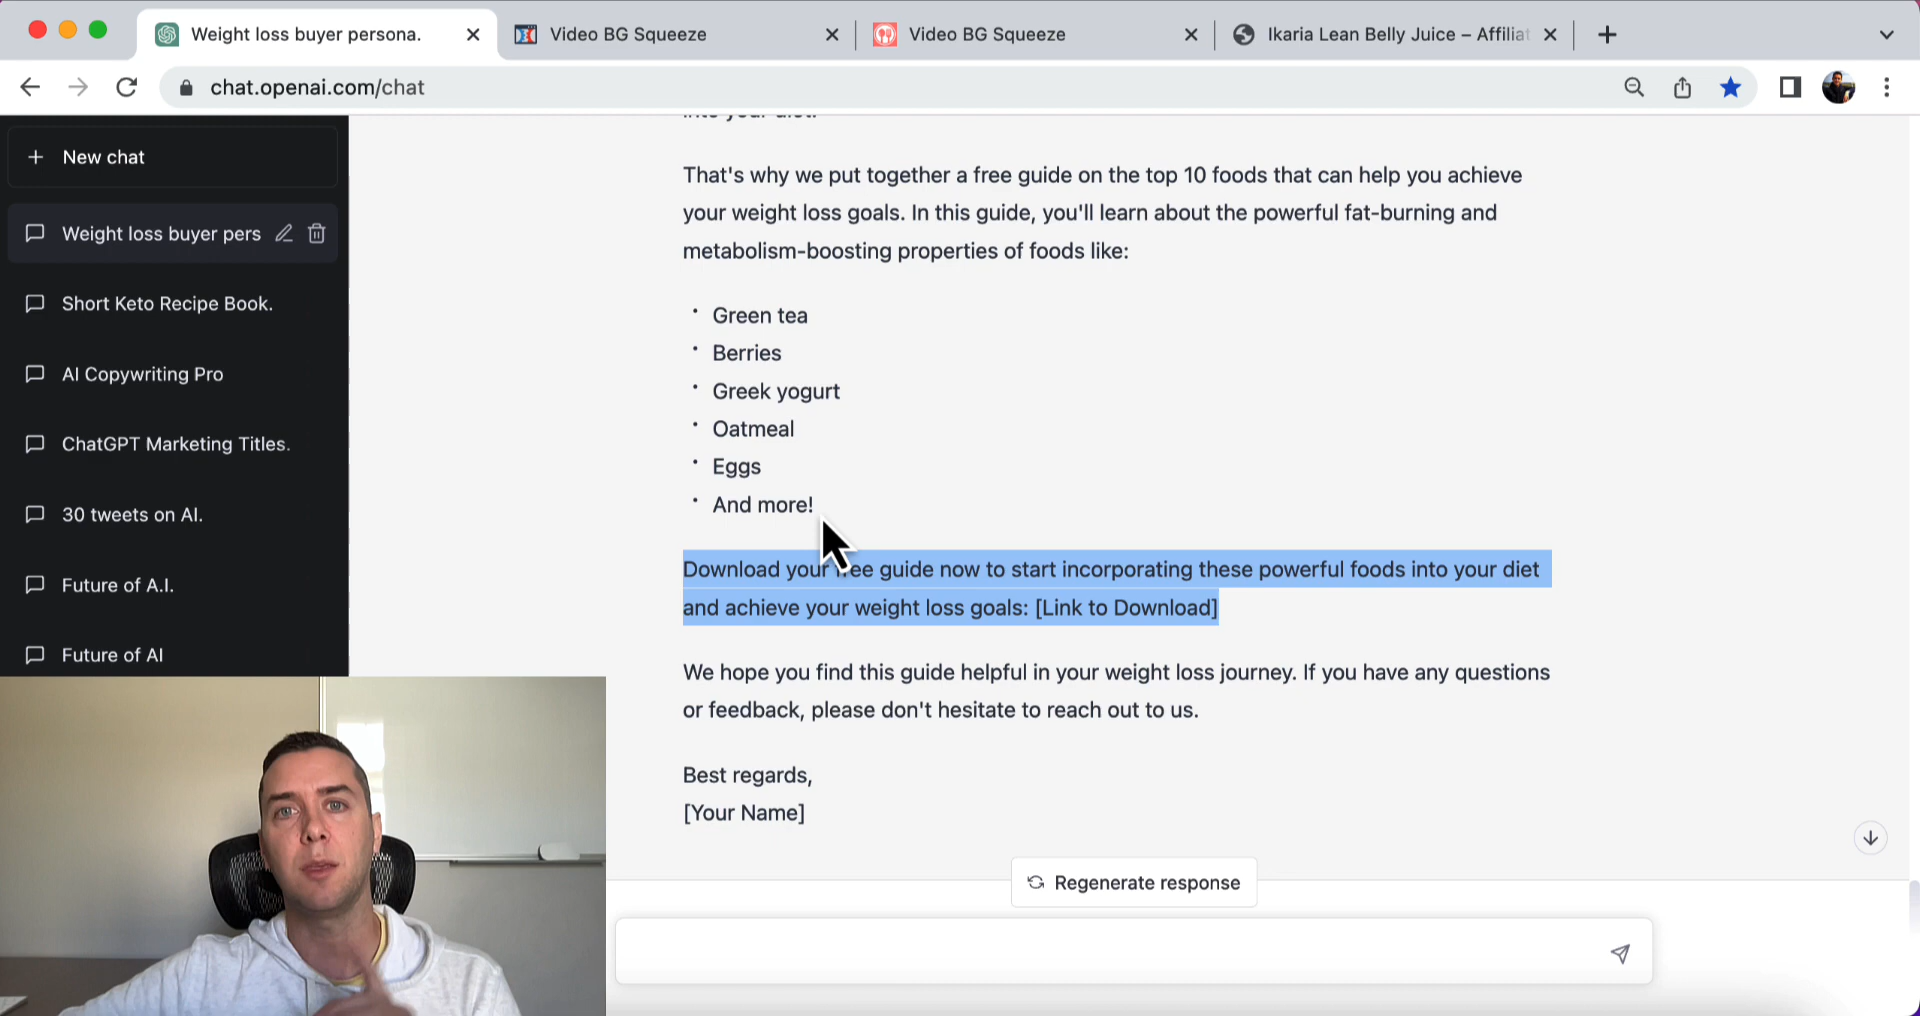 Weight loss buyer persona.
Video BG Squeeze
Video BG Squeeze
Ikaria Lean Belly Juice – Affiliat
chat.openai.com/chat
New chat
Weight loss buyer pers
Short Keto Recipe Book.
AI Copywriting Pro
ChatGPT Marketing Titles.
30 tweets on AI.
Future of A.I.
Future of AI
into your diet.
That's why we put together a free guide on the top 10 foods that can help you achieve
your weight loss goals. In this guide, you'll learn about the powerful fat-burning and
metabolism-boosting properties of foods like:
Green tea
Berries
Greek yogurt
Oatmeal
Eggs
And more!
Download your free guide now to start incorporating these powerful foods into your diet
and achieve your weight loss goals: [Link to Download]
We hope you find this guide helpful in your weight loss journey. If you have any questions
or feedback, please don't hesitate to reach out to us.
Best regards,
[Your Name]
Regenerate response